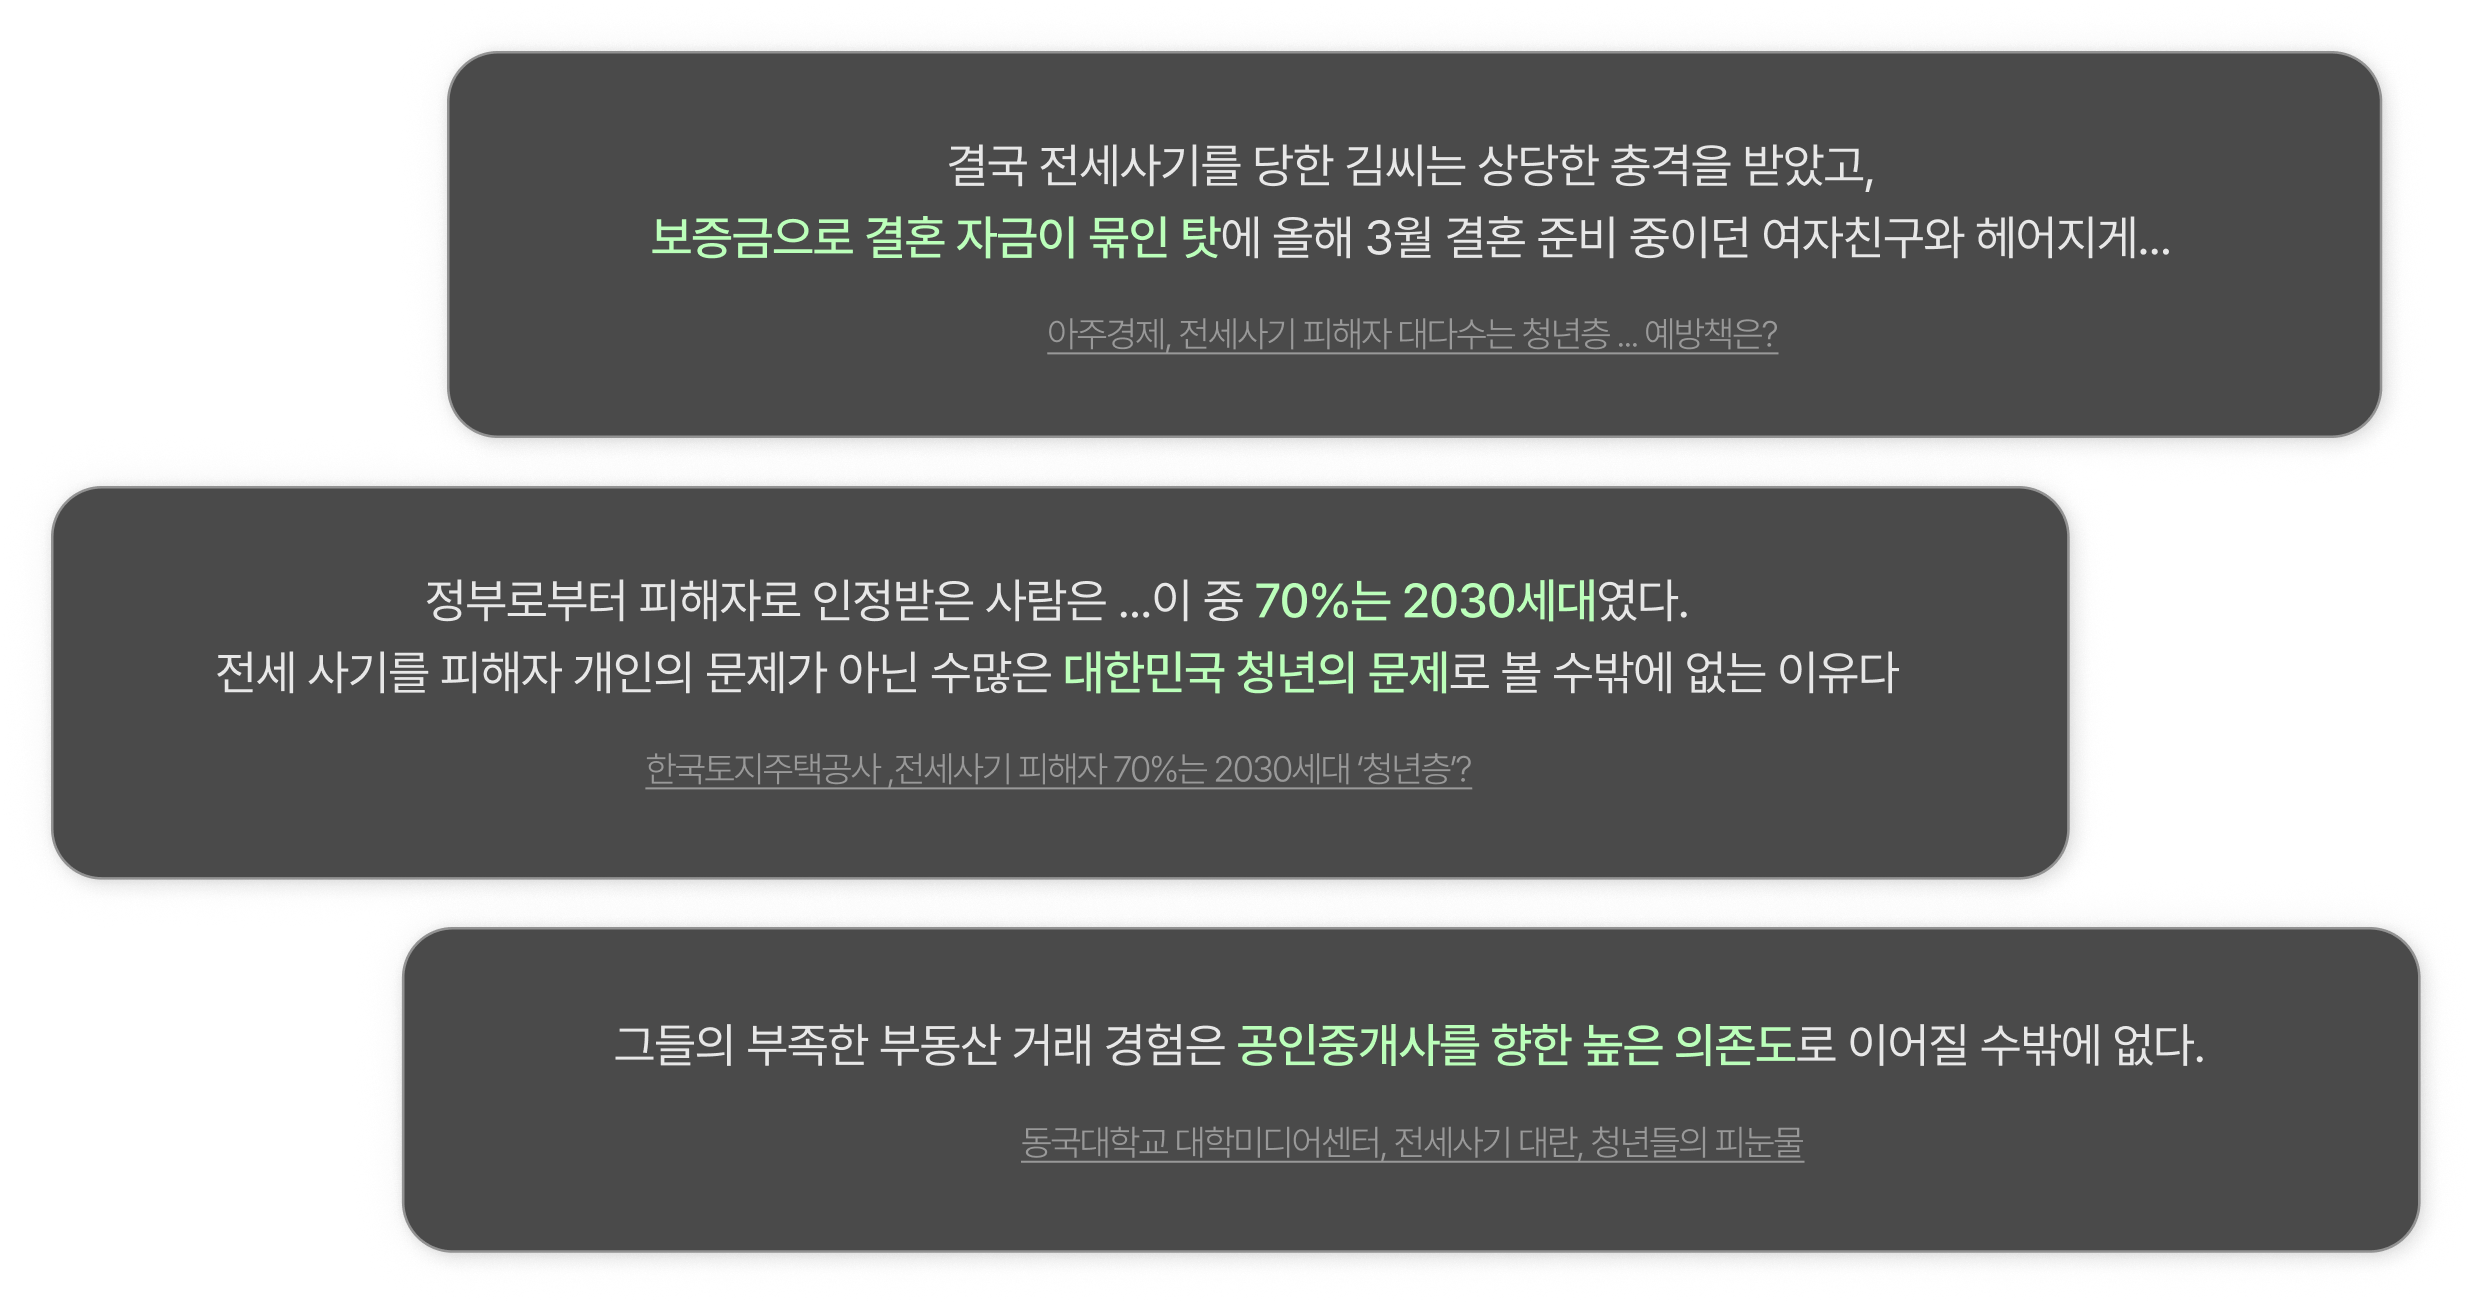 결국 전세사기를 당한 김씨는 상당한 충격을 받았고,
보증금으로 결혼 자금이 묶인 탓에 올해 3월 결혼 준비 중이던 여자친구와 헤어지게...
아주경제, 전세사기 피해자 대다수는 청년층 ... 예방책은?
정부로부터 피해자로 인정받은 사람은 ...이 중 70%는 2030세대였다.
전세 사기를 피해자 개인의 문제가 아닌 수많은 대한민국 청년의 문제로 볼 수밖에 없는 이유다
한국토지주택공사 ,전세사기 피해자 70%는 2030세대 ‘청년층’?
그들의 부족한 부동산 거래 경험은 공인중개사를 향한 높은 의존도로 이어질 수밖에 없다.
동국대학교 대학미디어센터, 전세사기 대란, 청년들의 피눈물